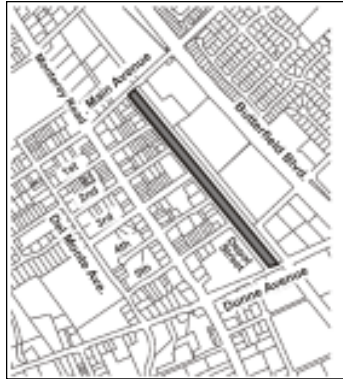 Main Avenue
Monterey Road
Butterfield Blvd.
1st
2nd
3rd
4th
5th
Del Monte Ave.
Depot
Street
Dunne Avenue